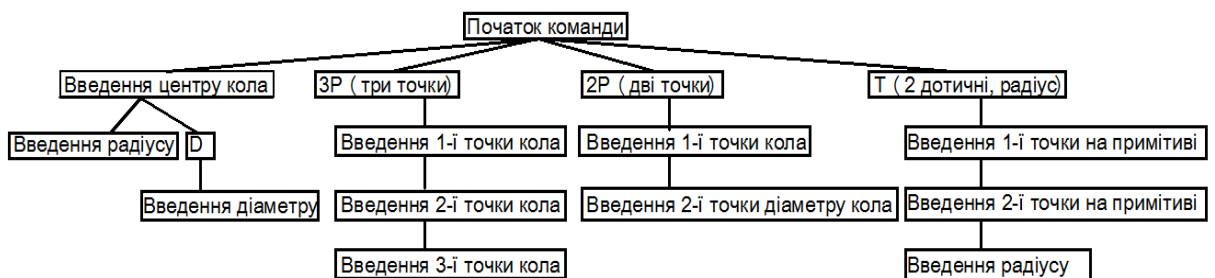 Початок команди
Введення центру кола
3P ( три точки)
2P ( дві точки)
T ( 2 дотичні, радіус)
Введення радіусу
D
Введення 1-ї точки кола
Введення 1-ї точки кола
Введення 1-ї точки на примітиві
Введення діаметру
Введення 2-ї точки кола
Введення 2-ї точки діаметру кола
Введення 2-ї точки на примітиві
Введення 3-ї точки кола
Введення радіусу